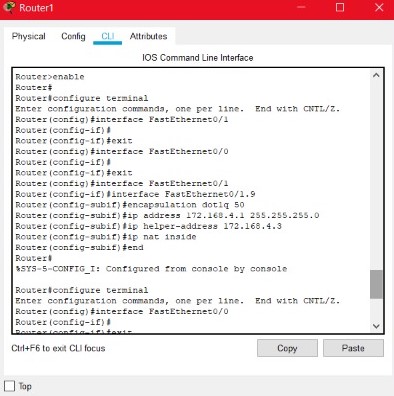 Router1
Physical Config CLI Attributes
IOS Command Line Interface
Router>enable
Router#
Router#configure terminal
Enter configuration commands, one per line. End with CNTL/Z.
Router(config)#interface FastEthernet0/1
Router(config-if)#
Router(config-if)#exit
Router(config)#interface FastEthernet0/0
Router(config-if)#
Router(config-if)#exit
Router(config)#interface FastEthernet0/1
Router(config-if)#interface FastEthernet0/1.9
Router(config-subif)#encapsulation dot1q 50
Router(config-subif)#ip address 172.168.4.1 255.255.255.0
Router(config-subif)#ip helper-address 172.168.4.3
Router(config-subif)#ip nat inside
Router(config-subif)#end
Router#
%SYS-5-CONFIG_I: Configured from console by console
Router#configure terminal
Enter configuration commands, one per line. End with CNTL/Z.
Router(config)#interface FastEthernet0/0
Router(config-if)#
Router(config-if)#exit
Ctrl+F6 to exit CLI focus
Copy Paste
Top